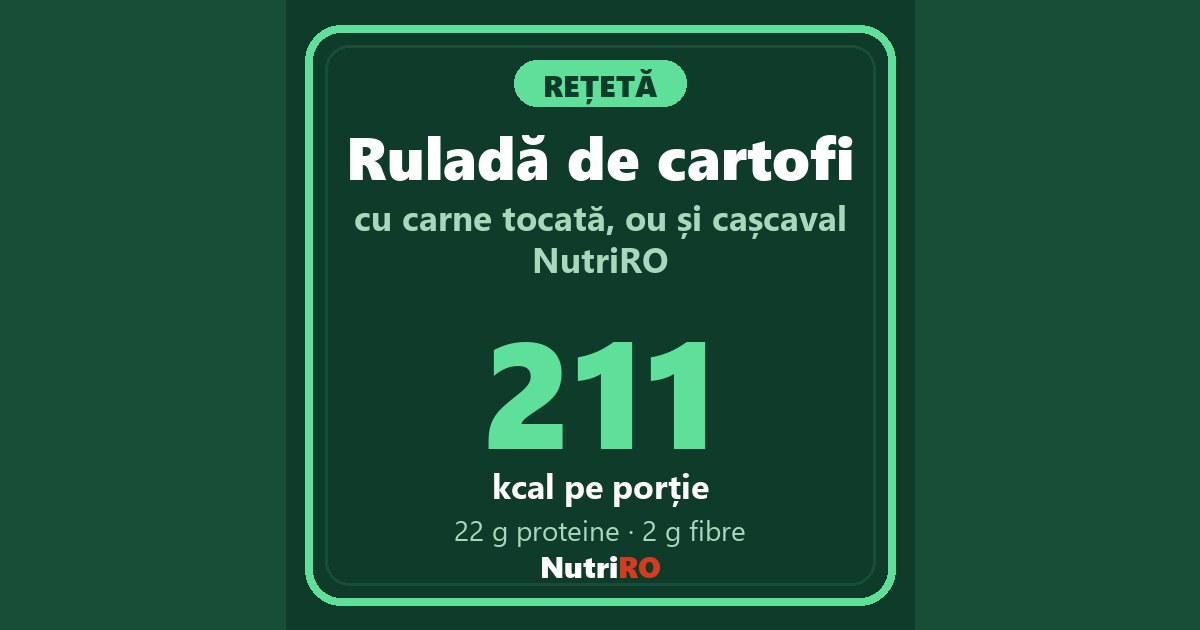 REȚETĂ
Ruladă de cartofi
cu carne tocată, ou și cașcaval
NutriRO
211
kcal pe porție
22 g proteine · 2 g fibre
NutriRO